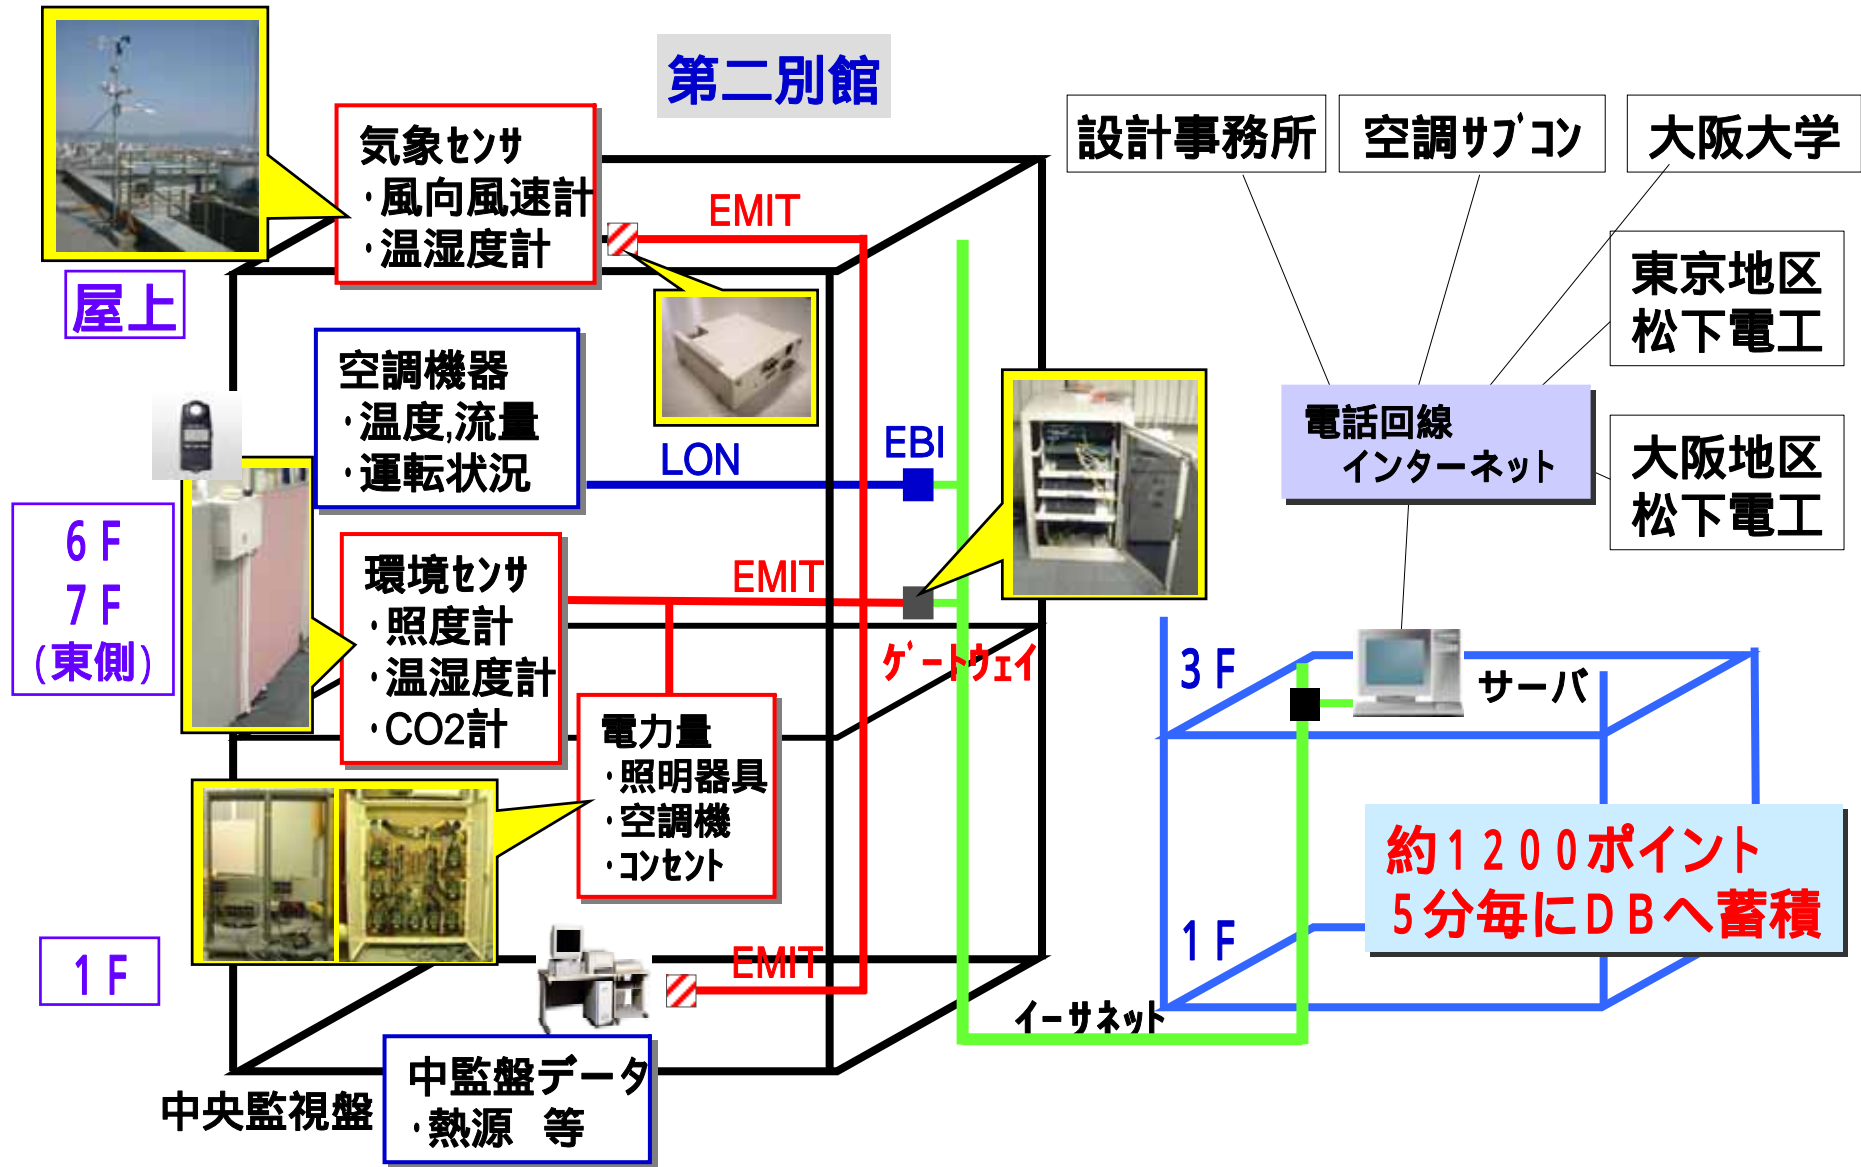 第二別館
気象センサ
・風向風速計
・温湿度計
EMIT
屋上
空調機器
・温度,流量
・運転状況
LON
EBI
6F
7F
(東側)
環境センサ
・照度計
・温湿度計
・CO2計
EMIT
ゲートウェイ
電力量
・照明器具
・空調機
・コンセント
1F
EMIT
中央監視盤
中監盤データ
・熱源 等
イーサネット
設計事務所
空調サブコン
大阪大学
東京地区
松下電工
電話回線
インターネット
大阪地区
松下電工
3F
サーバ
1F
約1200ポイント
5分毎にDBへ蓄積